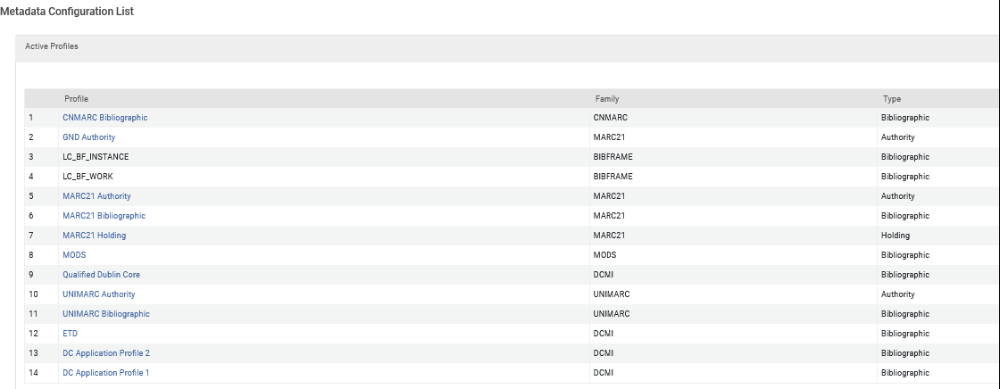 Metadata Configuration List
Active Profiles
Profile Family Type
1 CNMARC Bibliographic CNMARC Bibliographic
2 GND Authority MARC21 Authority
3 LC_BF_INSTANCE BIBFRAME Bibliographic
4 LC_BF_WORK BIBFRAME Bibliographic
5 MARC21 Authority MARC21 Authority
6 MARC21 Bibliographic MARC21 Bibliographic
7 MARC21 Holding MARC21 Holding
8 MODS MODS Bibliographic
9 Qualified Dublin Core DCMI Bibliographic
10 UNIMARC Authority UNIMARC Authority
11 UNIMARC Bibliographic UNIMARC Bibliographic
12 ETD DCMI Bibliographic
13 DC Application Profile 2 DCMI Bibliographic
14 DC Application Profile 1 DCMI Bibliographic